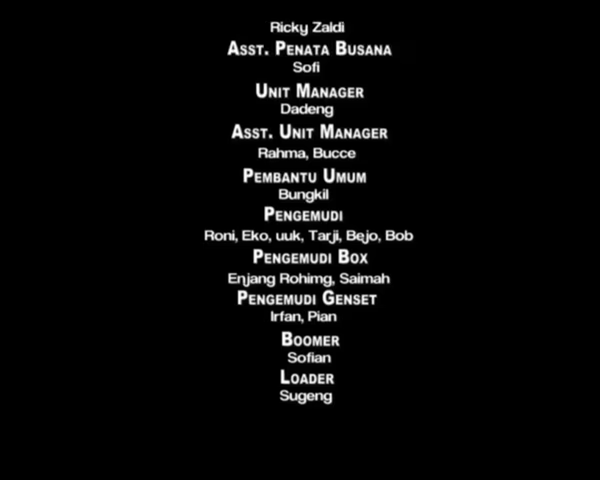 Ricky Zaldi
ASST. PENATA BUSANA
Sofi
UNIT MANAGER
Dadeng
ASST. UNIT MANAGER
Rahma, Bucce
PEMBANTU UMUM
Bungkil
PENGEMUDI
Roni, Eko, uuk, Tarji, Bejo, Bob
PENGEMUDI BOX
Enjang Rohimg, Saimah
PENGEMUDI GENSET
Irfan, Pian
BOOMER
Sofian
LOADER
Sugeng